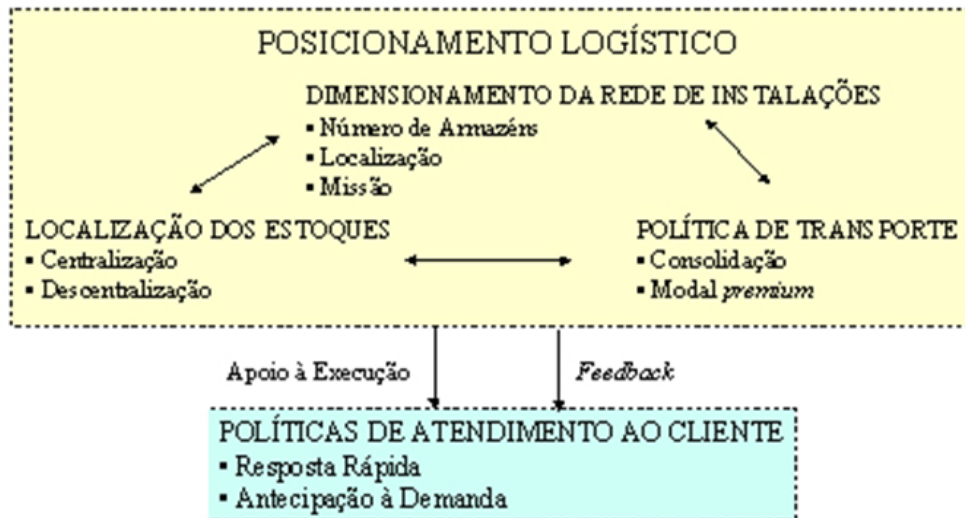 POSICIONAMENTO LOGÍSTICO
DIMENSIONAMENTO DA REDE DE INSTALAÇÕES
▪ Número de Armazéns
▪ Localização
▪ Missão
LOCALIZAÇÃO DOS ESTOQUES
▪ Centralização
▪ Descentralização
POLÍTICA DE TRANSPORTE
▪ Consolidação
▪ Modal premium
Apoio à Execução
Feedback
POLÍTICAS DE ATENDIMENTO AO CLIENTE
▪ Resposta Rápida
▪ Antecipação à Demanda